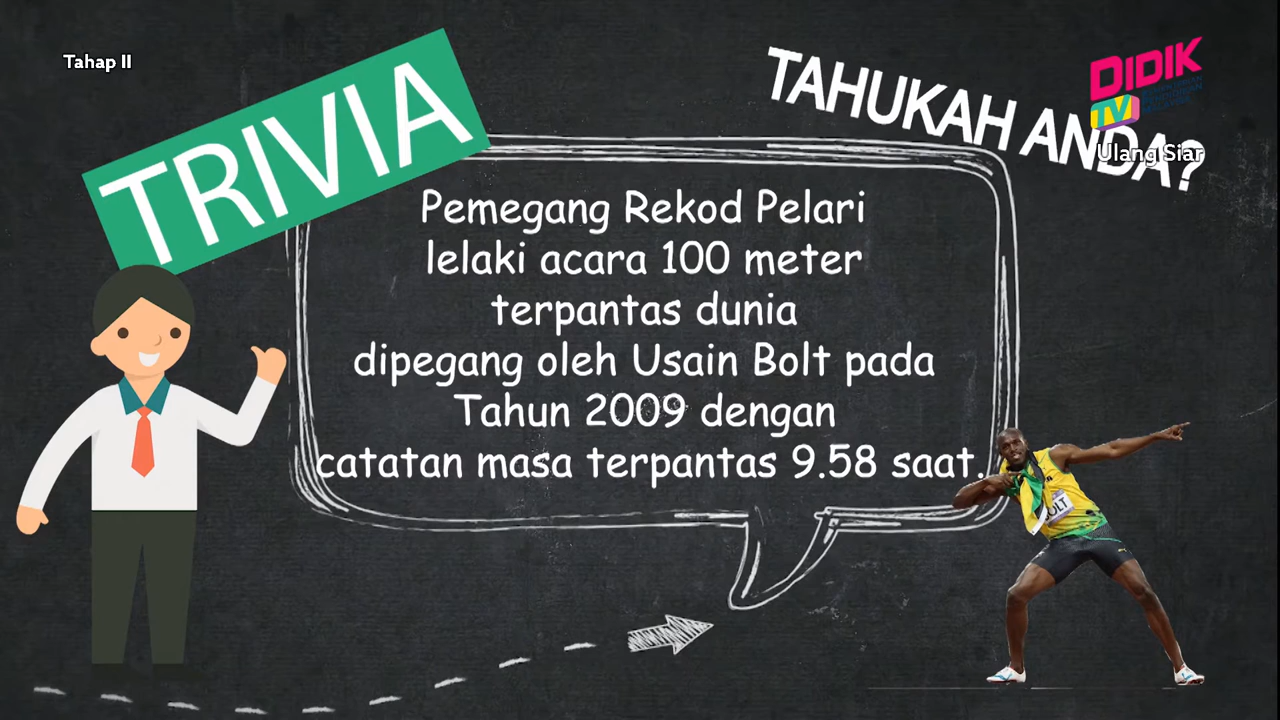 Tahap II
TRIVIA
TAHUKAH ANDA?
DIDIK
TV
Ulang Siar
Pemegang Rekod Pelari
lelaki acara 100 meter
terpantas dunia
dipegang oleh Usain Bolt pada
Tahun 2009 dengan
catatan masa terpantas 9.58 saat.